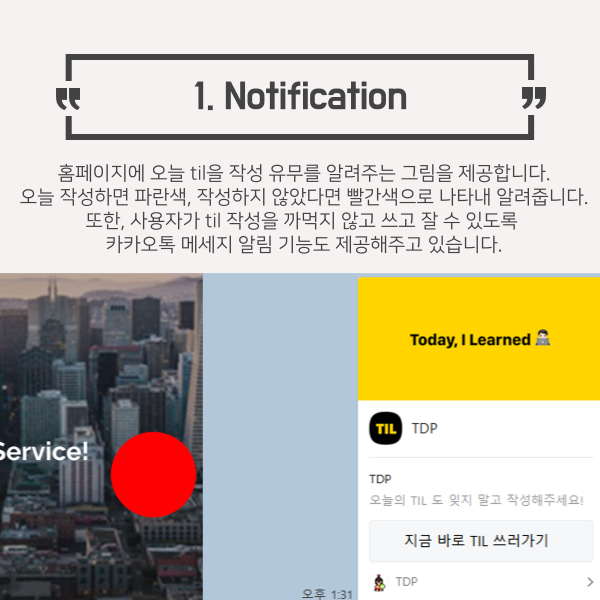 1. Notification
홈페이지에 오늘 til을 작성 유무를 알려주는 그림을 제공합니다.
오늘 작성하면 파란색, 작성하지 않았다면 빨간색으로 나타내 알려줍니다.
또한, 사용자가 til 작성을 까먹지 않고 쓰고 잘 수 있도록
카카오톡 메세지 알림 기능도 제공해주고 있습니다.
Service!
Today, I Learned
TIL TDP
TDP
오늘의 TIL 도 잊지 말고 작성해주세요!
지금 바로 TIL 쓰러가기
TDP
오후 1:31